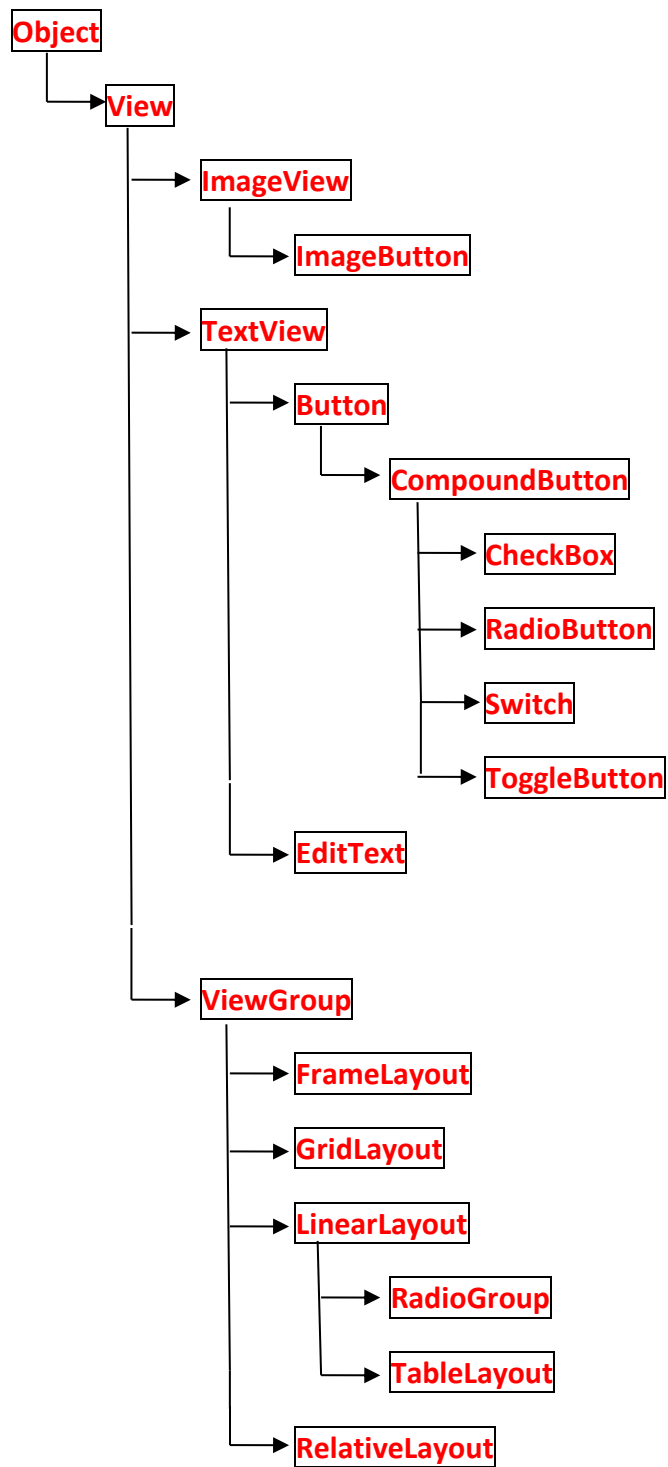 Object
View
ImageView
ImageButton
TextView
Button
CompoundButton
CheckBox
RadioButton
Switch
ToggleButton
EditText
ViewGroup
FrameLayout
GridLayout
LinearLayout
RadioGroup
TableLayout
RelativeLayout